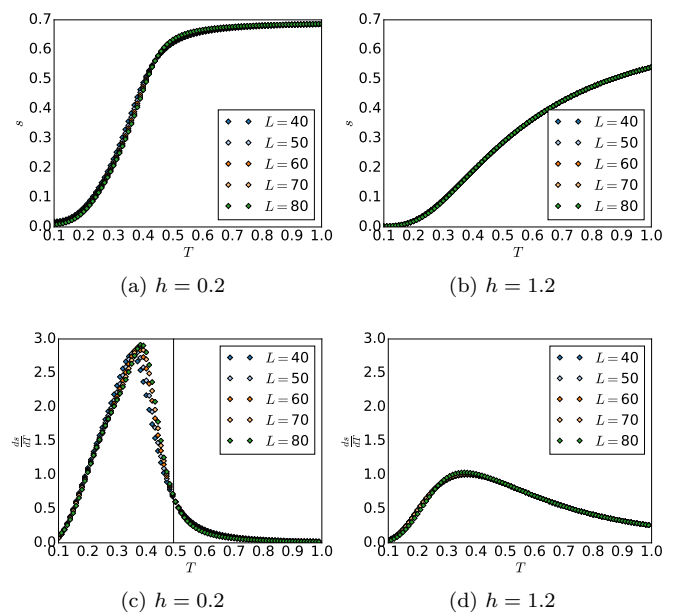 0.7
0.6
0.5
0.4
0.3
0.2
0.1
0.0
s
0.1 0.2 0.3 0.4 0.5 0.6 0.7 0.8 0.9 1.0
T
L = 40
L = 50
L = 60
L = 70
L = 80
(a) h = 0.2
0.7
0.6
0.5
0.4
0.3
0.2
0.1
0.0
s
0.1 0.2 0.3 0.4 0.5 0.6 0.7 0.8 0.9 1.0
T
L = 40
L = 50
L = 60
L = 70
L = 80
(b) h = 1.2
3.0
2.5
2.0
1.5
1.0
0.5
0.0
ds
dT
0.1 0.2 0.3 0.4 0.5 0.6 0.7 0.8 0.9 1.0
T
L = 40
L = 50
L = 60
L = 70
L = 80
(c) h = 0.2
3.0
2.5
2.0
1.5
1.0
0.5
0.0
ds
dT
0.1 0.2 0.3 0.4 0.5 0.6 0.7 0.8 0.9 1.0
T
L = 40
L = 50
L = 60
L = 70
L = 80
(d) h = 1.2